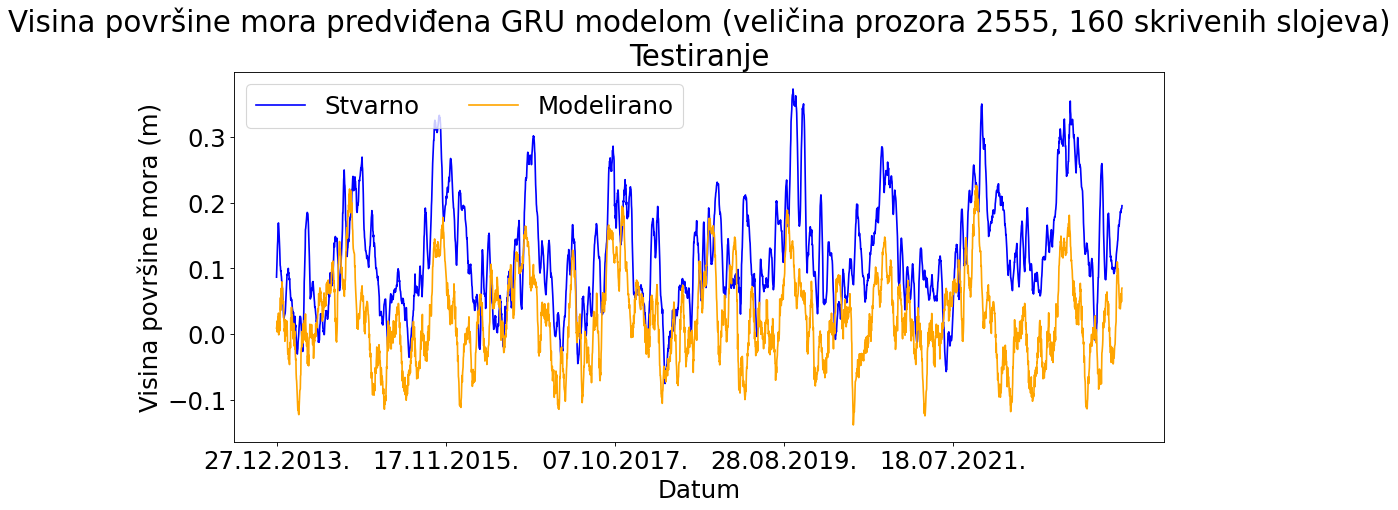 Visina površine mora predviđena GRU modelom (veličina prozora 2555, 160 skrivenih slojeva)
Testiranje
Stvarno
Modelirano
Visina površine mora (m)
0.3
0.2
0.1
0.0
−0.1
27.12.2013.
17.11.2015.
07.10.2017.
28.08.2019.
18.07.2021.
Datum